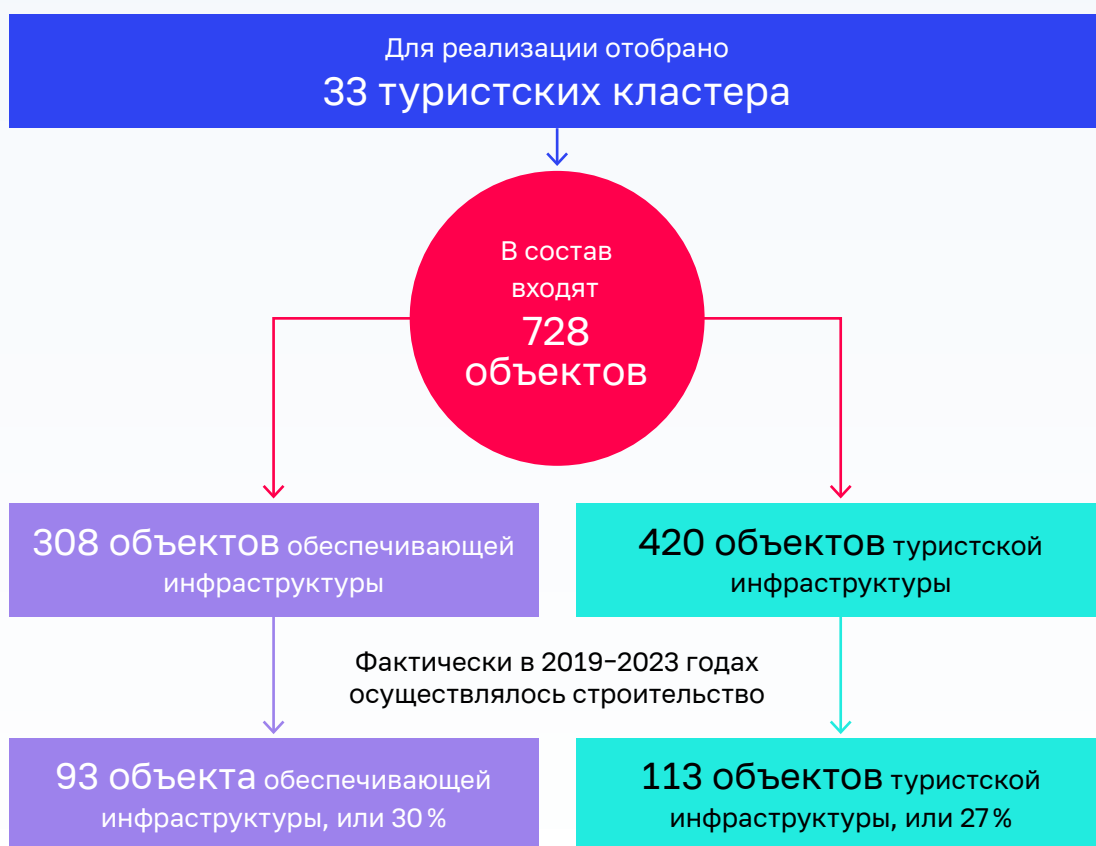 Для реализации отобрано
33 туристских кластера
В состав
входят
728
объектов
308 объектов обеспечивающей
инфраструктуры
420 объектов туристской
инфраструктуры
Фактически в 2019–2023 годах
осуществлялось строительство
93 объекта обеспечивающей
инфраструктуры, или 30 %
113 объектов туристской
инфраструктуры, или 27 %